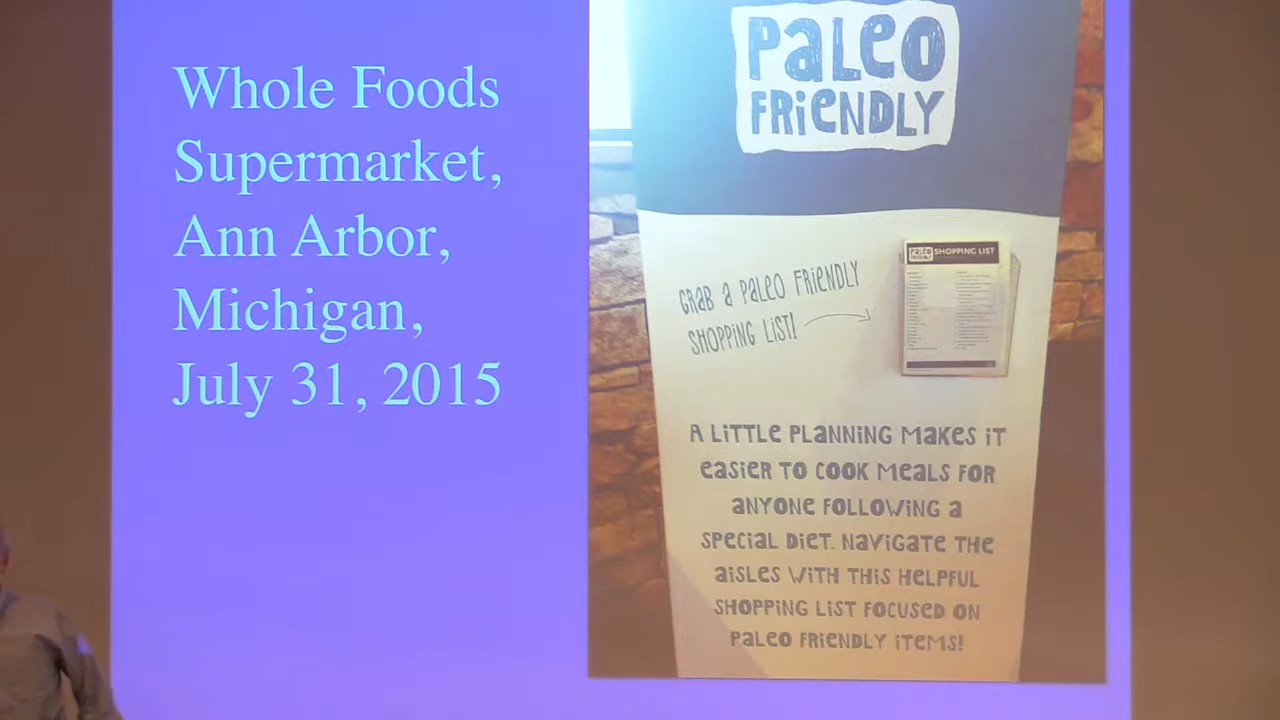 Whole Foods
Supermarket,
Ann Arbor,
Michigan,
July 31, 2015
PALEO
FRIENDLY
GRAB A PALEO FRIENDLY
SHOPPING LIST!
PALEO FRIENDLY SHOPPING LIST
A LITTLE PLANNING MAKES IT
EASIER TO COOK MEALS FOR
ANYONE FOLLOWING A
SPECIAL DIET. NAVIGATE THE
AISLES WITH THIS HELPFUL
SHOPPING LIST FOCUSED ON
PALEO FRIENDLY ITEMS!